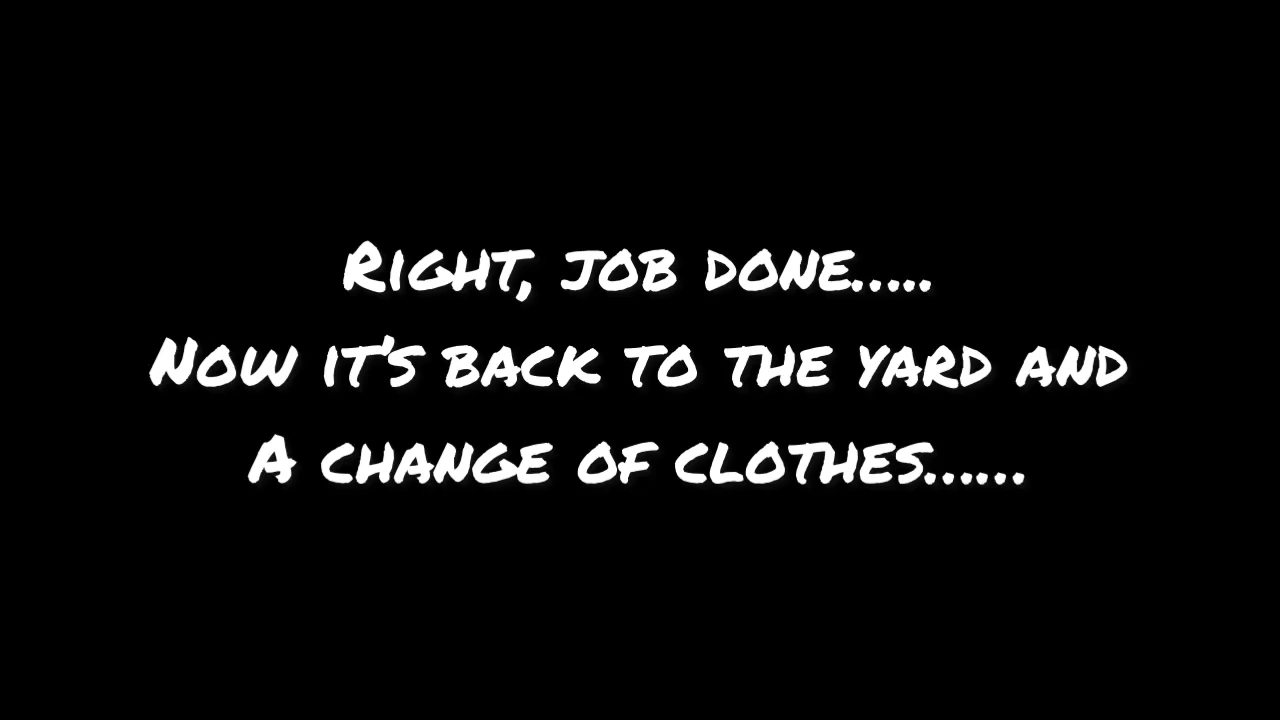 Right, job done.....
Now it's back to the yard and
A change of clothes......